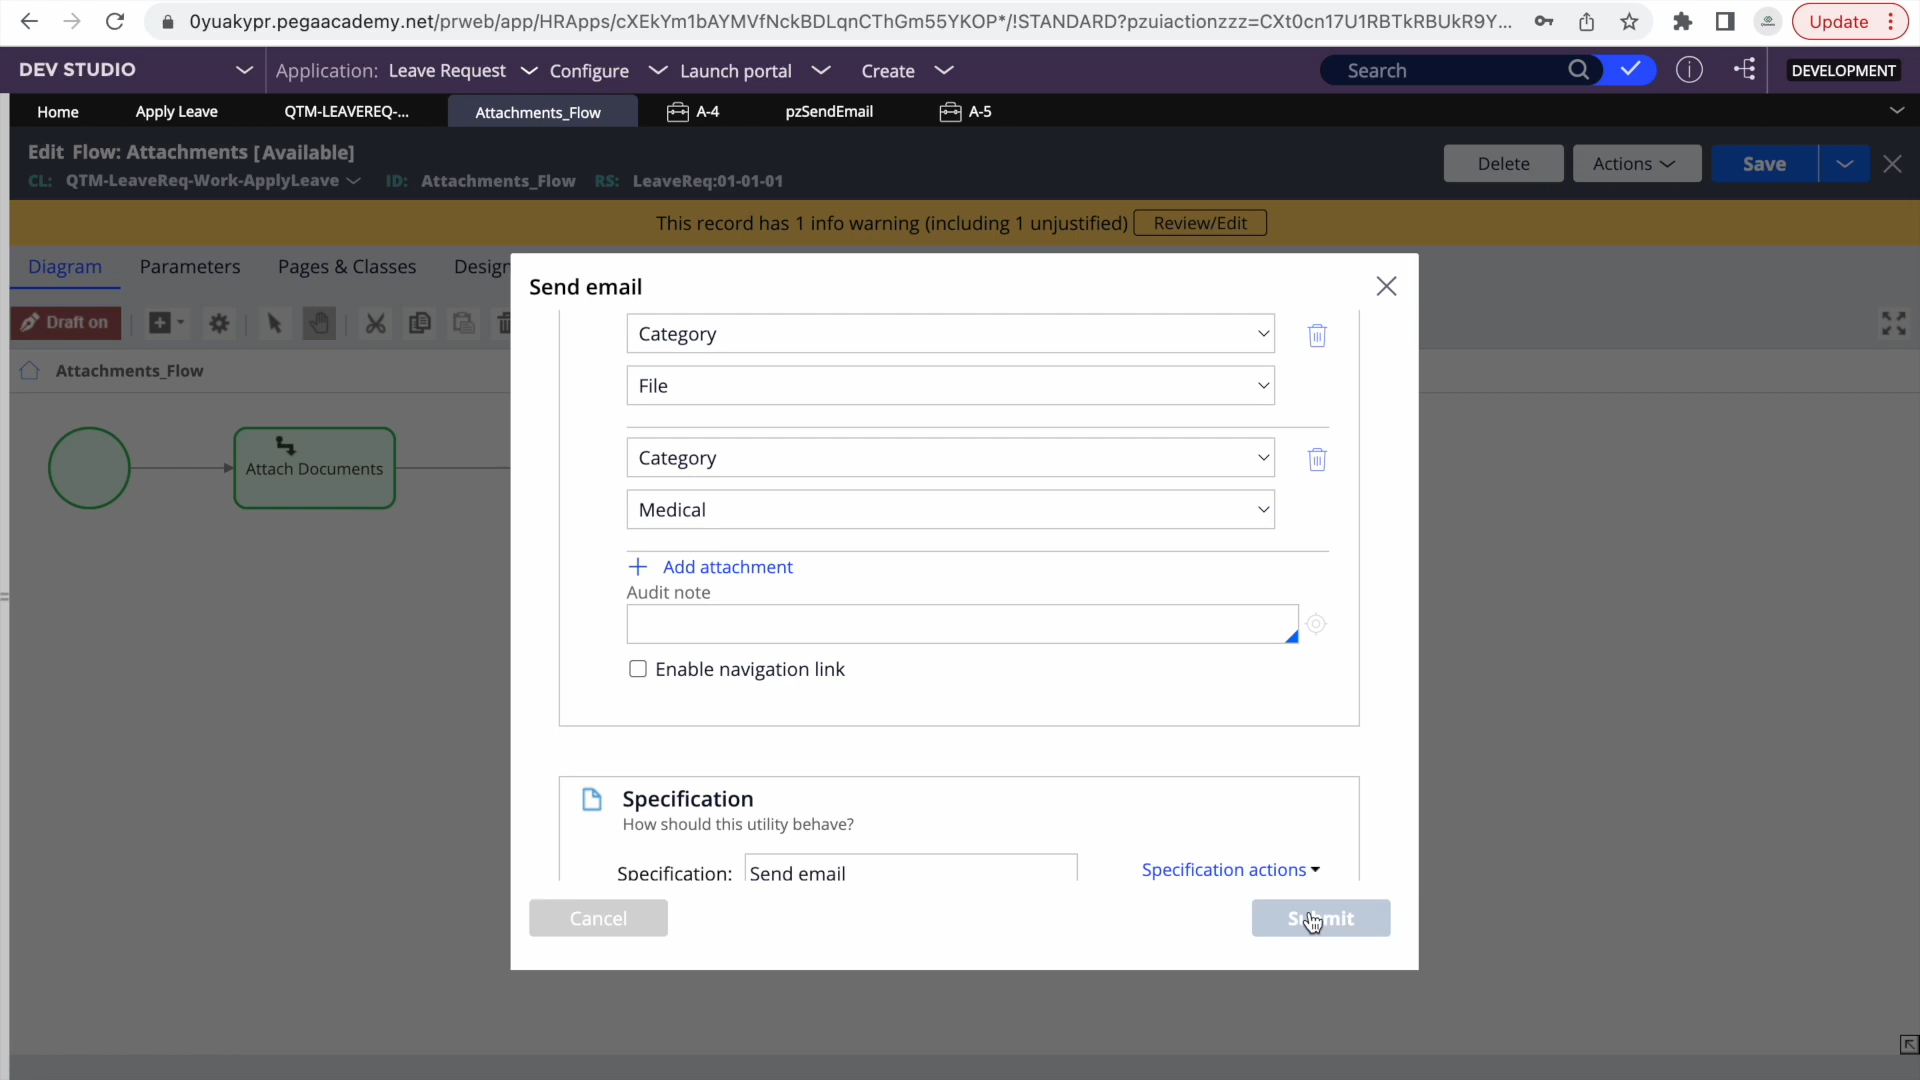 0yuakypr.pegaacademy.net/prweb/app/HRApps/cXEkYm1bAYMVfNckBDLqnCThGm55YKOP*/!STANDARD?pzuiactionzzz=CXt0cn17U1RBTkRBUkR9Y... Update
DEV STUDIO Application: Leave Request Configure Launch portal Create Search DEVELOPMENT
Home Apply Leave QTM-LEAVEREQ-... Attachments_Flow A-4 pzSendEmail A-5
Edit Flow: Attachments [Available]
CL: QTM-LeaveReq-Work-ApplyLeave ID: Attachments_Flow RS: LeaveReq:01-01-01
Delete Actions Save
This record has 1 info warning (including 1 unjustified) Review/Edit
Diagram Parameters Pages & Classes Desig
Draft on
Attachments_Flow
Attach Documents
Send email
Category
File
Category
Medical
Add attachment
Audit note
Enable navigation link
Specification
How should this utility behave?
Specification: Send email Specification actions
Cancel Submit